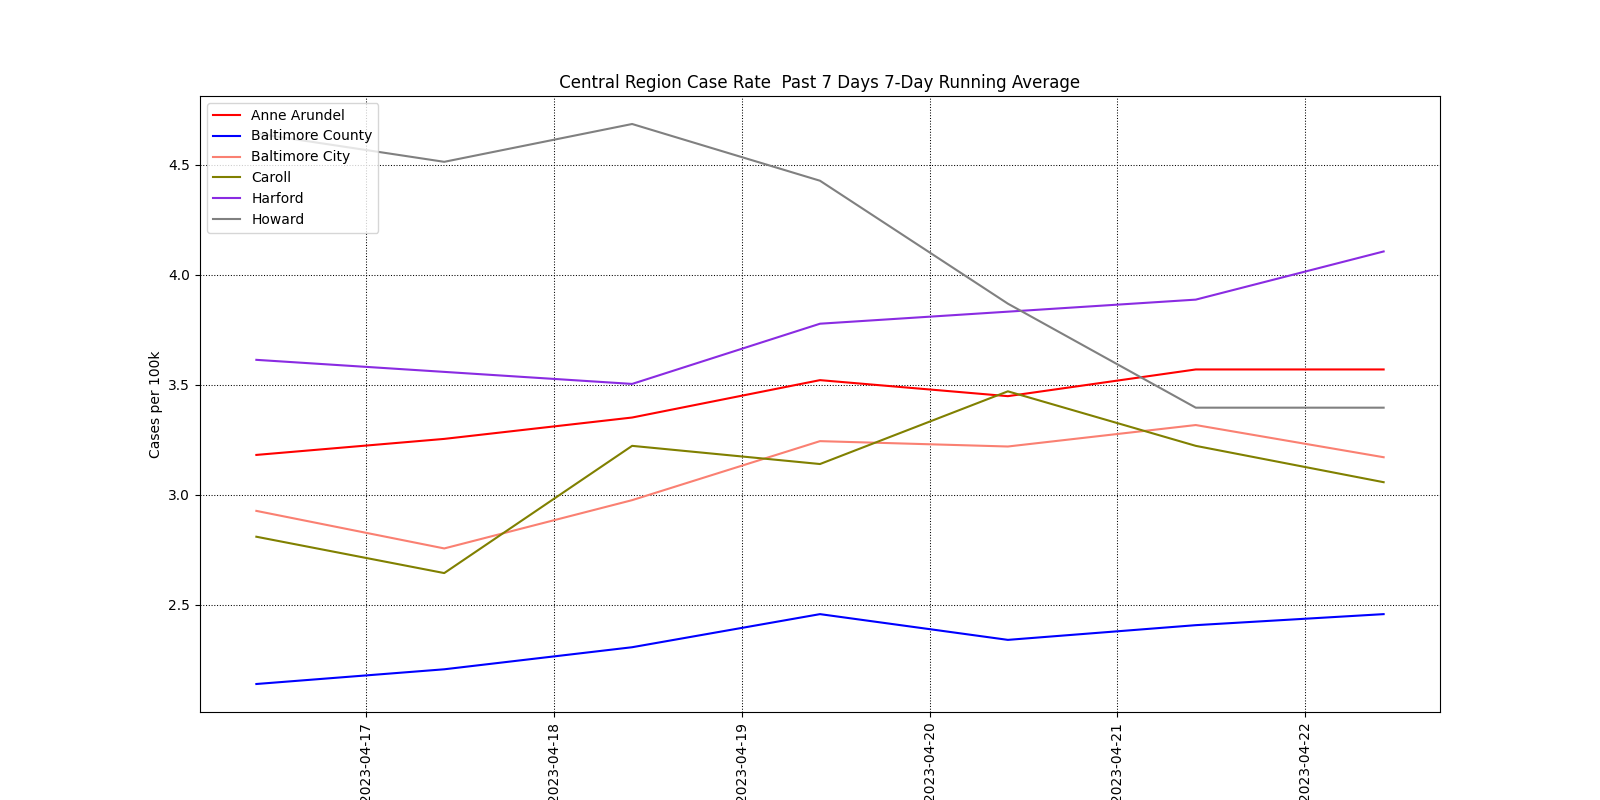 Central Region Case Rate  Past 7 Days 7-Day Running Average
Anne Arundel
Baltimore County
Baltimore City
Caroll
Harford
Howard
Cases per 100k
4.5
4.0
3.5
3.0
2.5
2023-04-17
2023-04-18
2023-04-19
2023-04-20
2023-04-21
2023-04-22